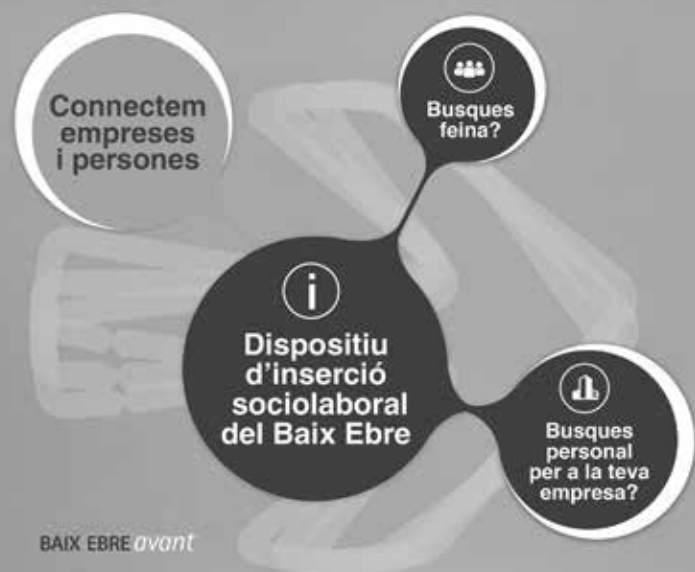 Connectem
empreses
i persones
Busques
feina?
i
Dispositiu
d'inserció
sociolaboral
del Baix Ebre
Busques
personal
per a la teva
empresa?
BAIX EBRE avant